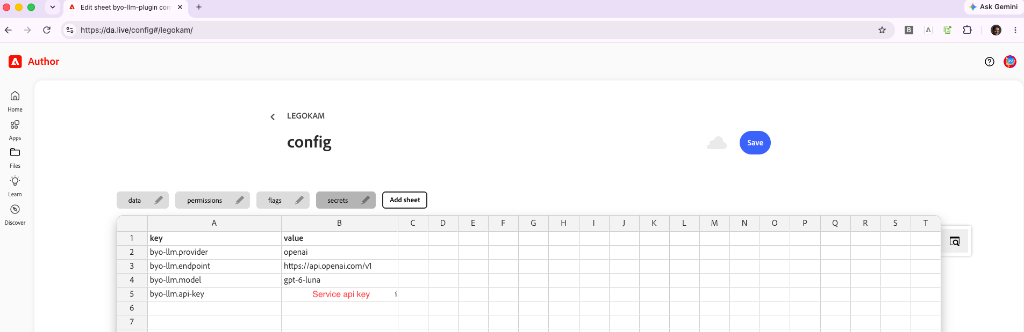 Edit sheet byo-llm-plugin con
Ask Gemini
https://da.live/config#/legokam/
Author
Home
Apps
Files
Learn
Discover
LEGOKAM
config
Save
data
permissions
flags
secrets
Add sheet
A B C D E F G H I J K L M N O P Q R S T
1 key value
2 byo-llm.provider openai
3 byo-llm.endpoint https://api.openai.com/v1
4 byo-llm.model gpt-6-luna
5 byo-llm.api-key Service api key
6
7